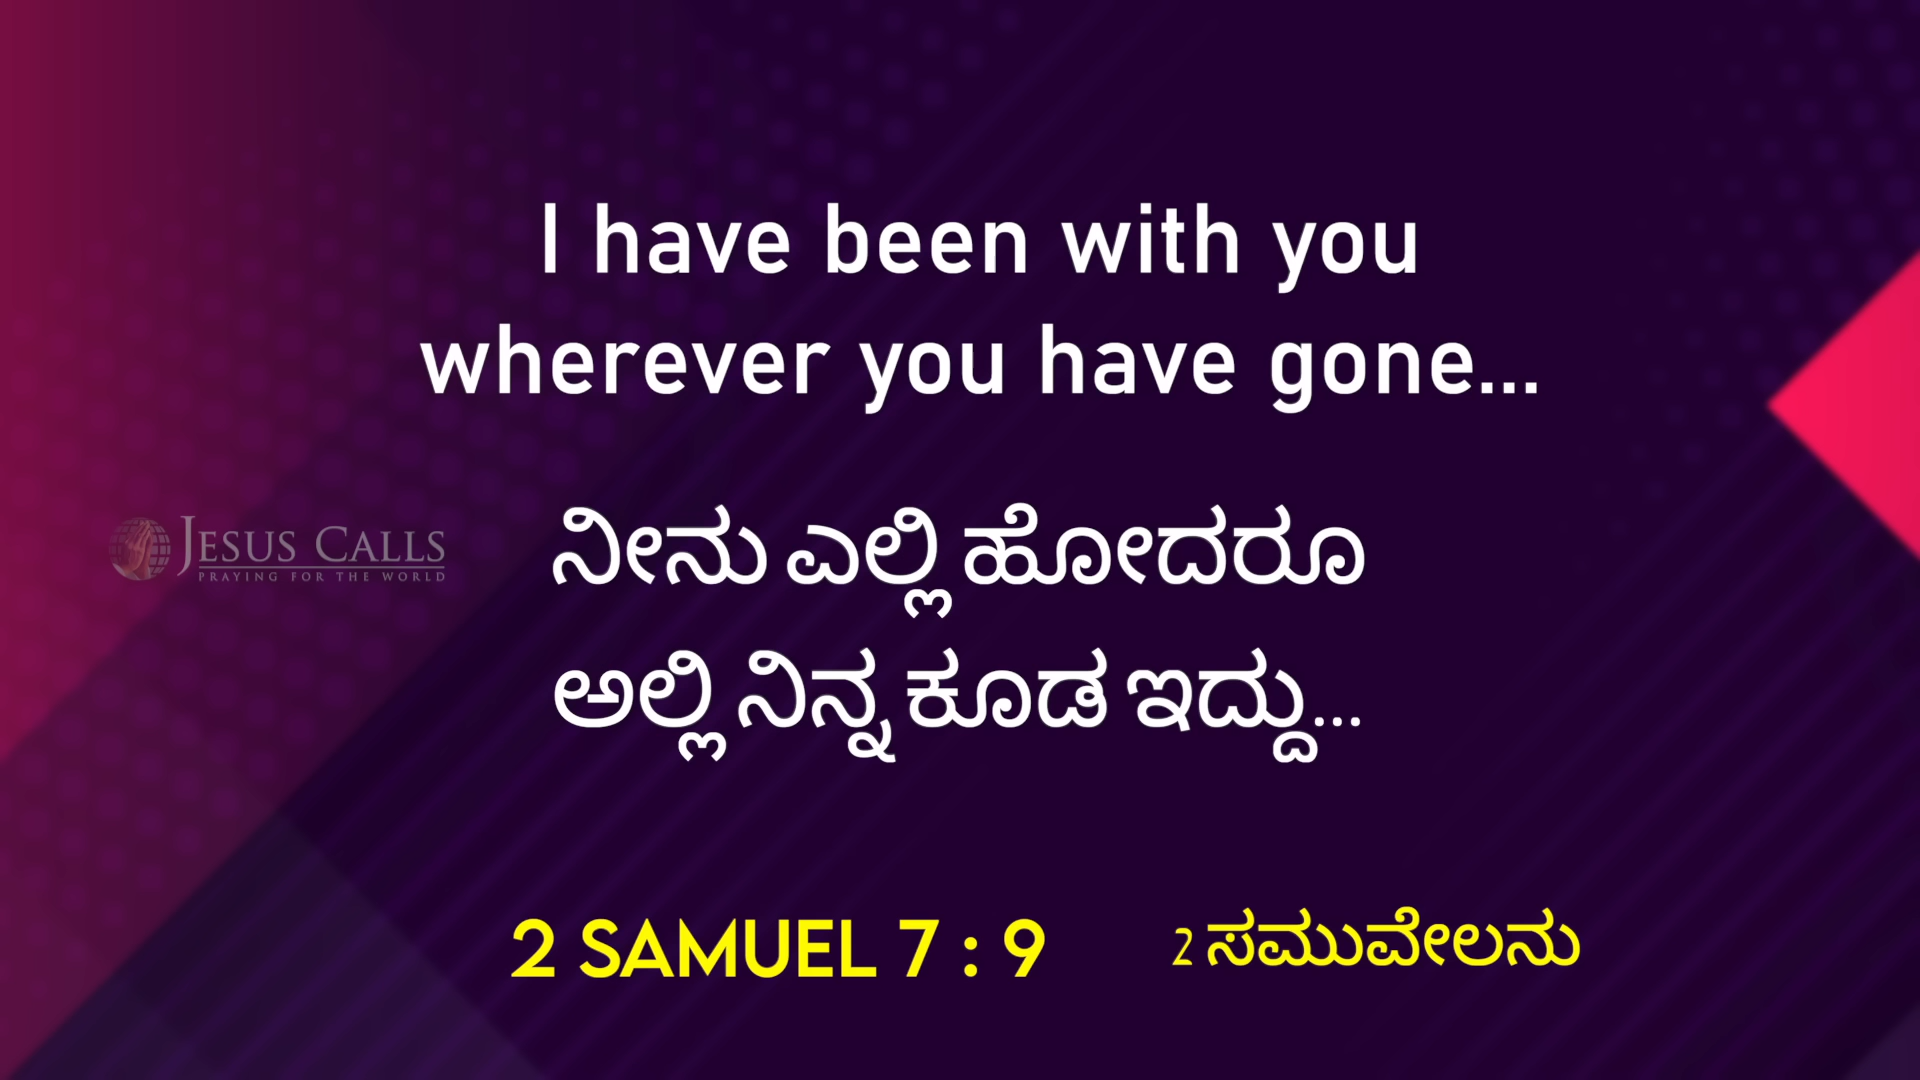 I have been with you
wherever you have gone...
ನೀನು ಎಲ್ಲಿ ಹೋದರೂ
ಅಲ್ಲಿ ನಿನ್ನ ಕೂಡ ಇದ್ದು...
JESUS CALLS
PRAYING FOR THE WORLD
2 SAMUEL 7 : 9
2 ಸಮುವೇಲನು